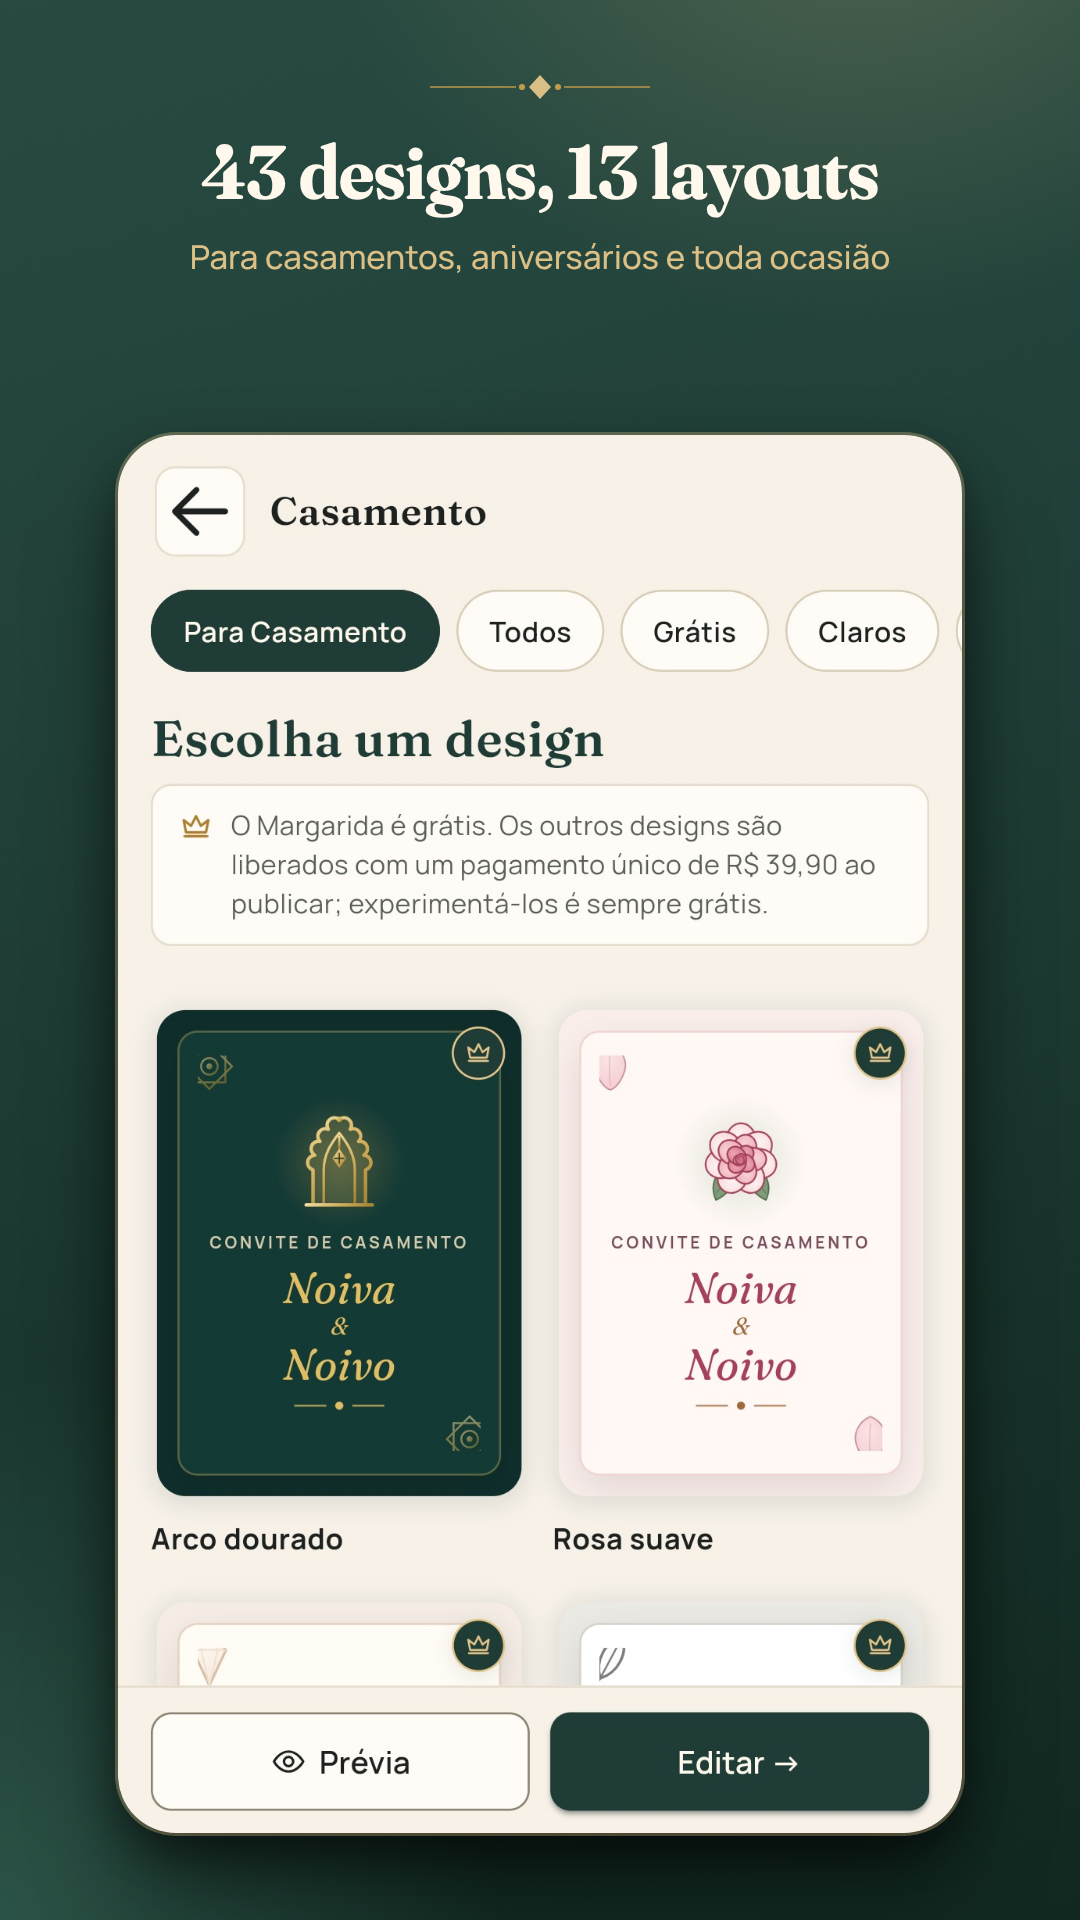 43 designs, 13 layouts
Para casamentos, aniversários e toda ocasião
Casamento
Para Casamento
Todos
Grátis
Claros
Escolha um design
O Margarida é grátis. Os outros designs são
liberados com um pagamento único de R$ 39,90 ao
publicar; experimentá-los é sempre grátis.
CONVITE DE CASAMENTO
Noiva
&
Noivo
CONVITE DE CASAMENTO
Noiva
&
Noivo
Arco dourado
Rosa suave
Prévia
Editar →